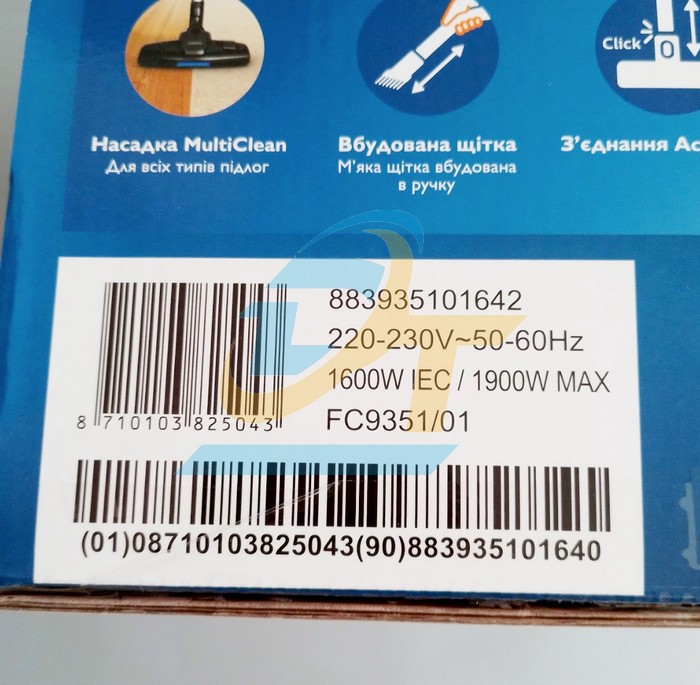 Click
Насадка MultiClean
Для всіх типів підлог
Вбудована щітка
М'яка щітка вбудована
в ручку
З'єднання Ac
883935101642
220-230V~50-60Hz
1600W IEC / 1900W MAX
FC9351/01
8 710103 825043
(01)08710103825043(90)883935101640